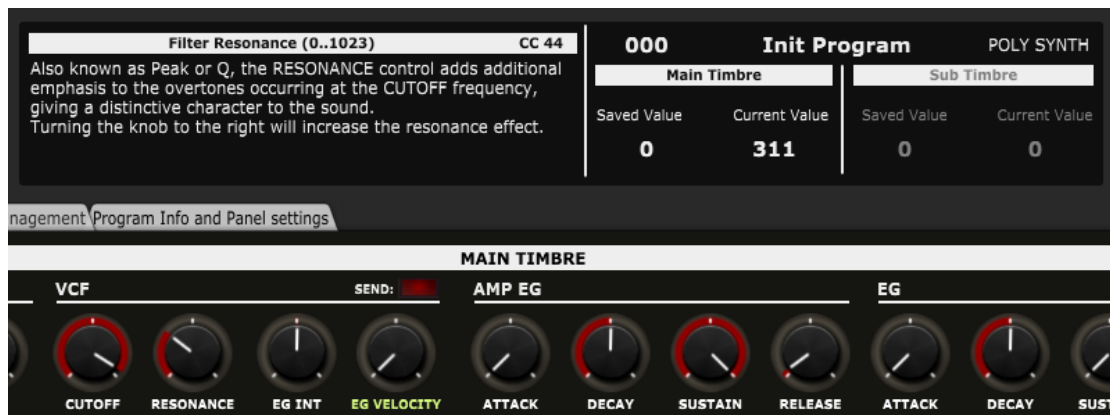 Filter Resonance (0..1023) CC 44
Also known as Peak or Q, the RESONANCE control adds additional
emphasis to the overtones occurring at the CUTOFF frequency,
giving a distinctive character to the sound.
Turning the knob to the right will increase the resonance effect.
000 Init Program POLY SYNTH
Main Timbre Sub Timbre
Saved Value Current Value Saved Value Current Value
0 311 0 0
nagement Program Info and Panel settings
MAIN TIMBRE
VCF SEND: AMP EG EG
CUTOFF RESONANCE EG INT EG VELOCITY ATTACK DECAY SUSTAIN RELEASE ATTACK DECAY SUST